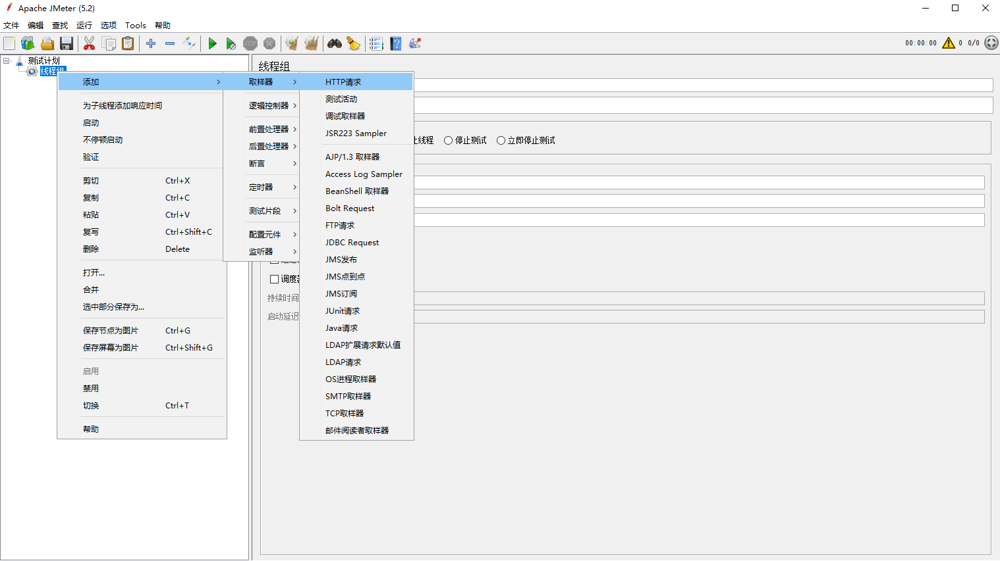 Apache JMeter (5.2)
文件 编辑 查找 运行 选项 Tools 帮助
STOP
00:00:00 0 0/0
测试计划
线程组
线程组
添加
为子线程添加响应时间
启动
不停顿启动
验证
剪切 Ctrl+X
复制 Ctrl+C
粘贴 Ctrl+V
复写 Ctrl+Shift+C
删除 Delete
打开...
合并
选中部分保存为...
保存节点为图片 Ctrl+G
保存屏幕为图片 Ctrl+Shift+G
启用
禁用
切换 Ctrl+T
帮助
取样器
逻辑控制器
前置处理器
后置处理器
断言
定时器
测试片段
配置元件
监听器
HTTP请求
测试活动
调试取样器
JSR223 Sampler
AJP/1.3 取样器
Access Log Sampler
BeanShell 取样器
Bolt Request
FTP请求
JDBC Request
JMS发布
JMS点到点
JMS订阅
JUnit请求
Java请求
LDAP扩展请求默认值
LDAP请求
OS进程取样器
SMTP取样器
TCP取样器
邮件阅读者取样器
止线程 停止测试 立即停止测试
调度器
持续时间
启动延迟